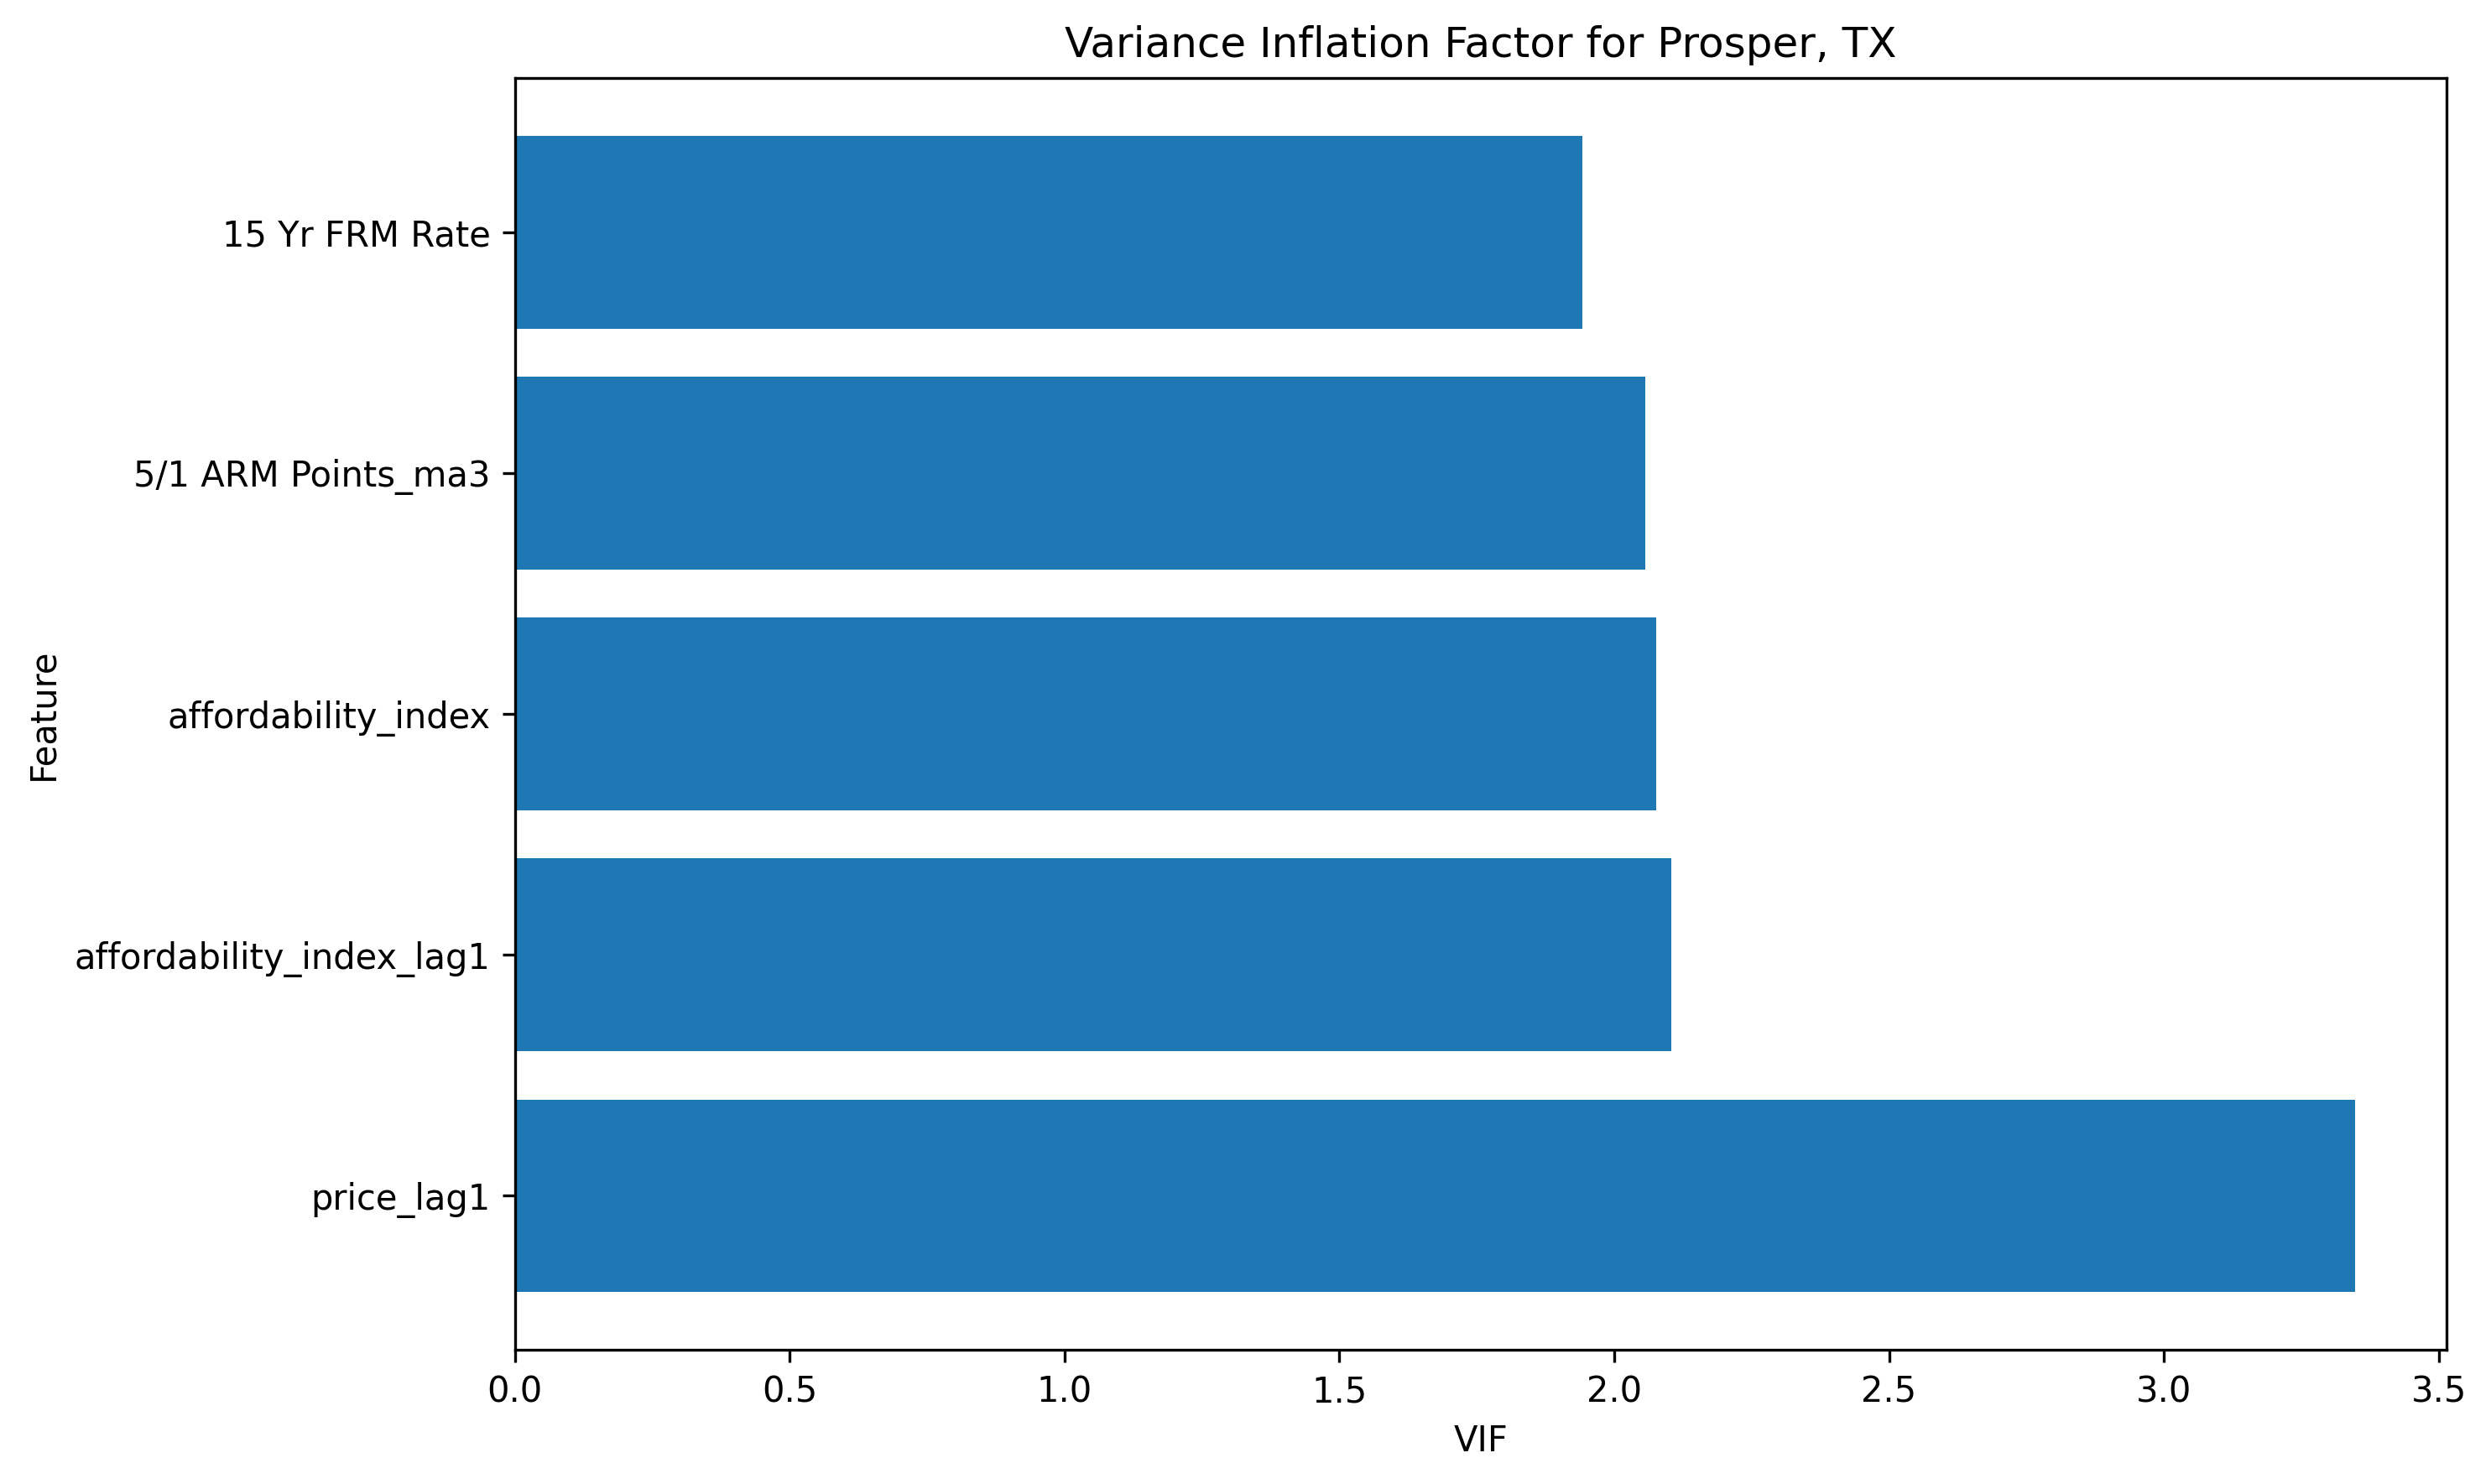 Variance Inflation Factor for Prosper, TX
Feature
15 Yr FRM Rate
5/1 ARM Points_ma3
affordability_index
affordability_index_lag1
price_lag1
0.0 0.5 1.0 1.5 2.0 2.5 3.0 3.5
VIF